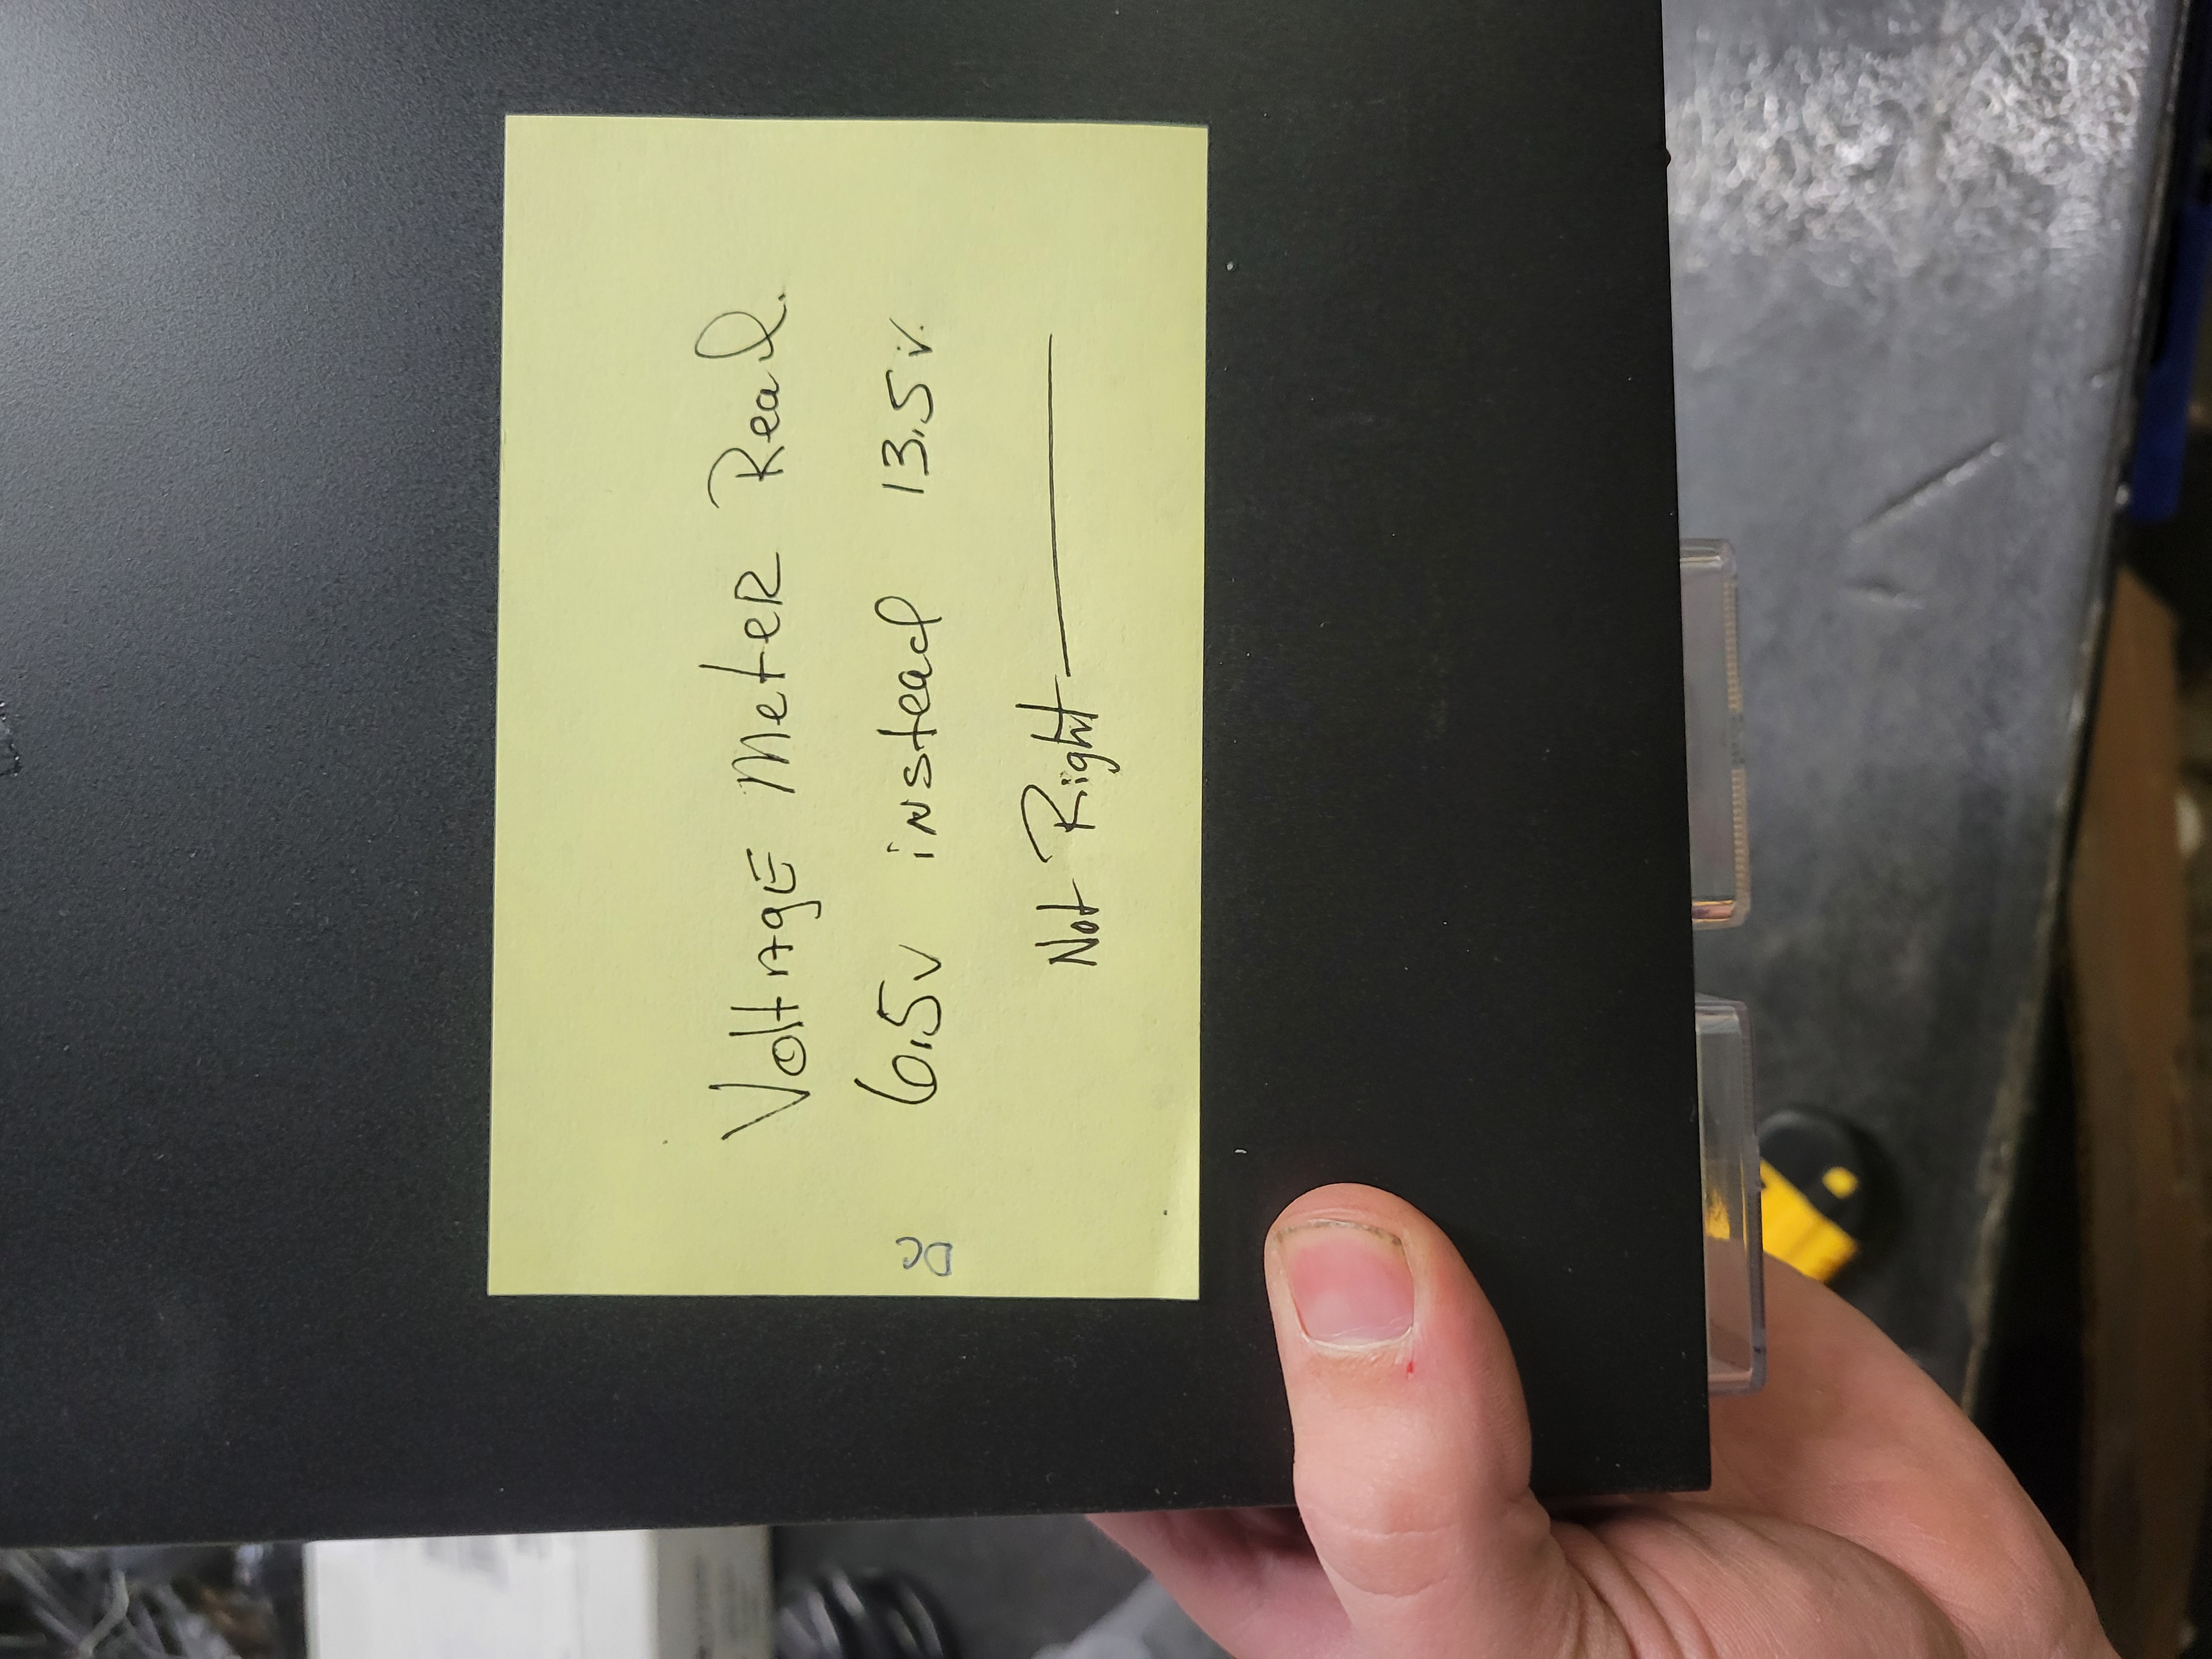 Voltage Meter Read.
6.5v instead 13.5v.
Not Right
DC